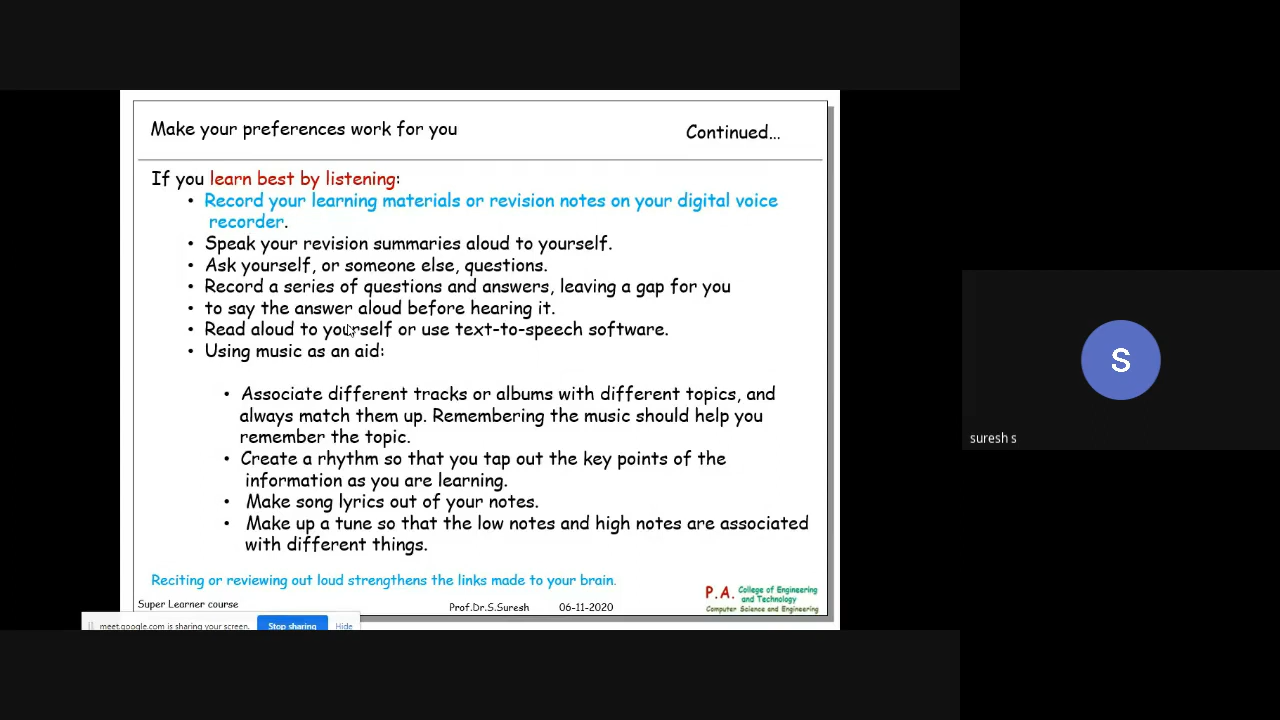 Make your preferences work for you
Continued...
If you learn best by listening:
• Record your learning materials or revision notes on your digital voice
recorder.
• Speak your revision summaries aloud to yourself.
• Ask yourself, or someone else, questions.
• Record a series of questions and answers, leaving a gap for you
• to say the answer aloud before hearing it.
• Read aloud to yourself or use text-to-speech software.
• Using music as an aid:
• Associate different tracks or albums with different topics, and
always match them up. Remembering the music should help you
remember the topic.
• Create a rhythm so that you tap out the key points of the
information as you are learning.
• Make song lyrics out of your notes.
• Make up a tune so that the low notes and high notes are associated
with different things.
Reciting or reviewing out loud strengthens the links made to your brain.
Super Learner course
Prof.Dr.S.Suresh
06-11-2020
P.A. College of Engineering
and Technology
Computer Science and Engineering
meet.google.com is sharing your screen.
Stop sharing
Hide
S
suresh s